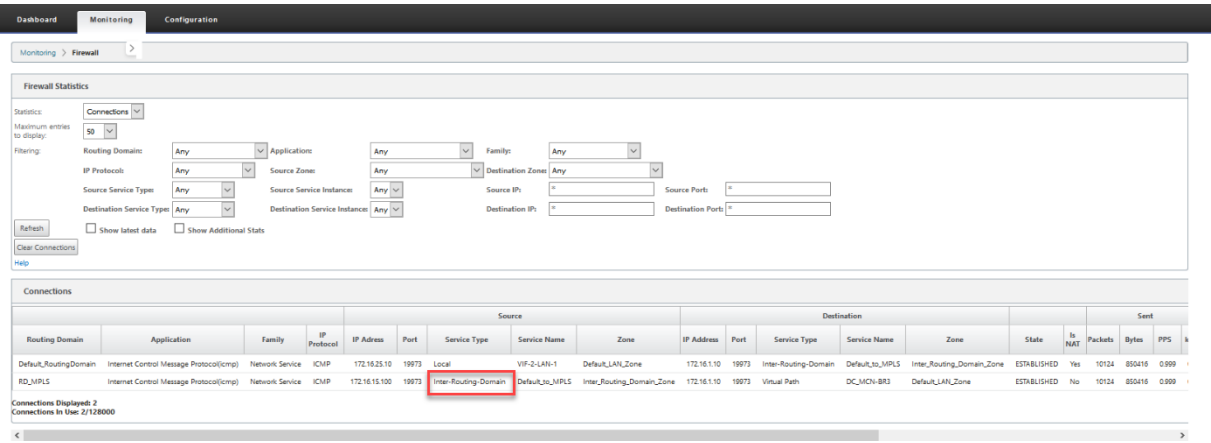 Dashboard Monitoring Configuration
Monitoring > Firewall >
Firewall Statistics
Statistics: Connections
Maximum entries
to display: 50
Filtering: Routing Domain: Any Application: Any Family: Any
IP Protocol: Any Source Zone: Any Destination Zone: Any
Source Service Type: Any Source Service Instance: Any Source IP: * Source Port: *
Destination Service Type: Any Destination Service Instance: Any Destination IP: * Destination Port: *
Refresh Show latest data Show Additional Stats
Clear Connections
Help
Connections
Source Destination Sent
Routing Domain Application Family IP Protocol IP Adress Port Service Type Service Name Zone IP Address Port Service Type Service Name Zone State Is NAT Packets Bytes PPS
Default_RoutingDomain Internet Control Message Protocol(icmp) Network Service ICMP 172.16.25.10 19973 Local VIF-2-LAN-1 Default_LAN_Zone 172.16.1.10 19973 Inter-Routing-Domain Default_to_MPLS Inter_Routing_Domain_Zone ESTABLISHED Yes 10124 850416 0.999
RD_MPLS Internet Control Message Protocol(icmp) Network Service ICMP 172.16.15.100 19973 Inter-Routing-Domain Default_to_MPLS Inter_Routing_Domain_Zone 172.16.1.10 19973 Virtual Path DC_MCN-BR3 Default_LAN_Zone ESTABLISHED No 10124 850416 0.999
Connections Displayed: 2
Connections In Use: 2/128000